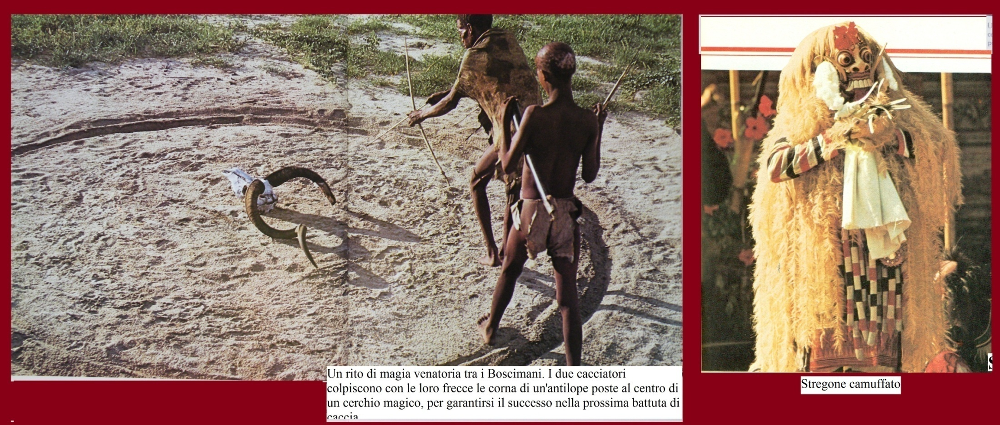 Un rito di magia venatoria tra i Boscimani. I due cacciatori
colpiscono con le loro frecce le corna di un'antilope poste al centro di
un cerchio magico, per garantirsi il successo nella prossima battuta di
caccia
Stregone camuffato